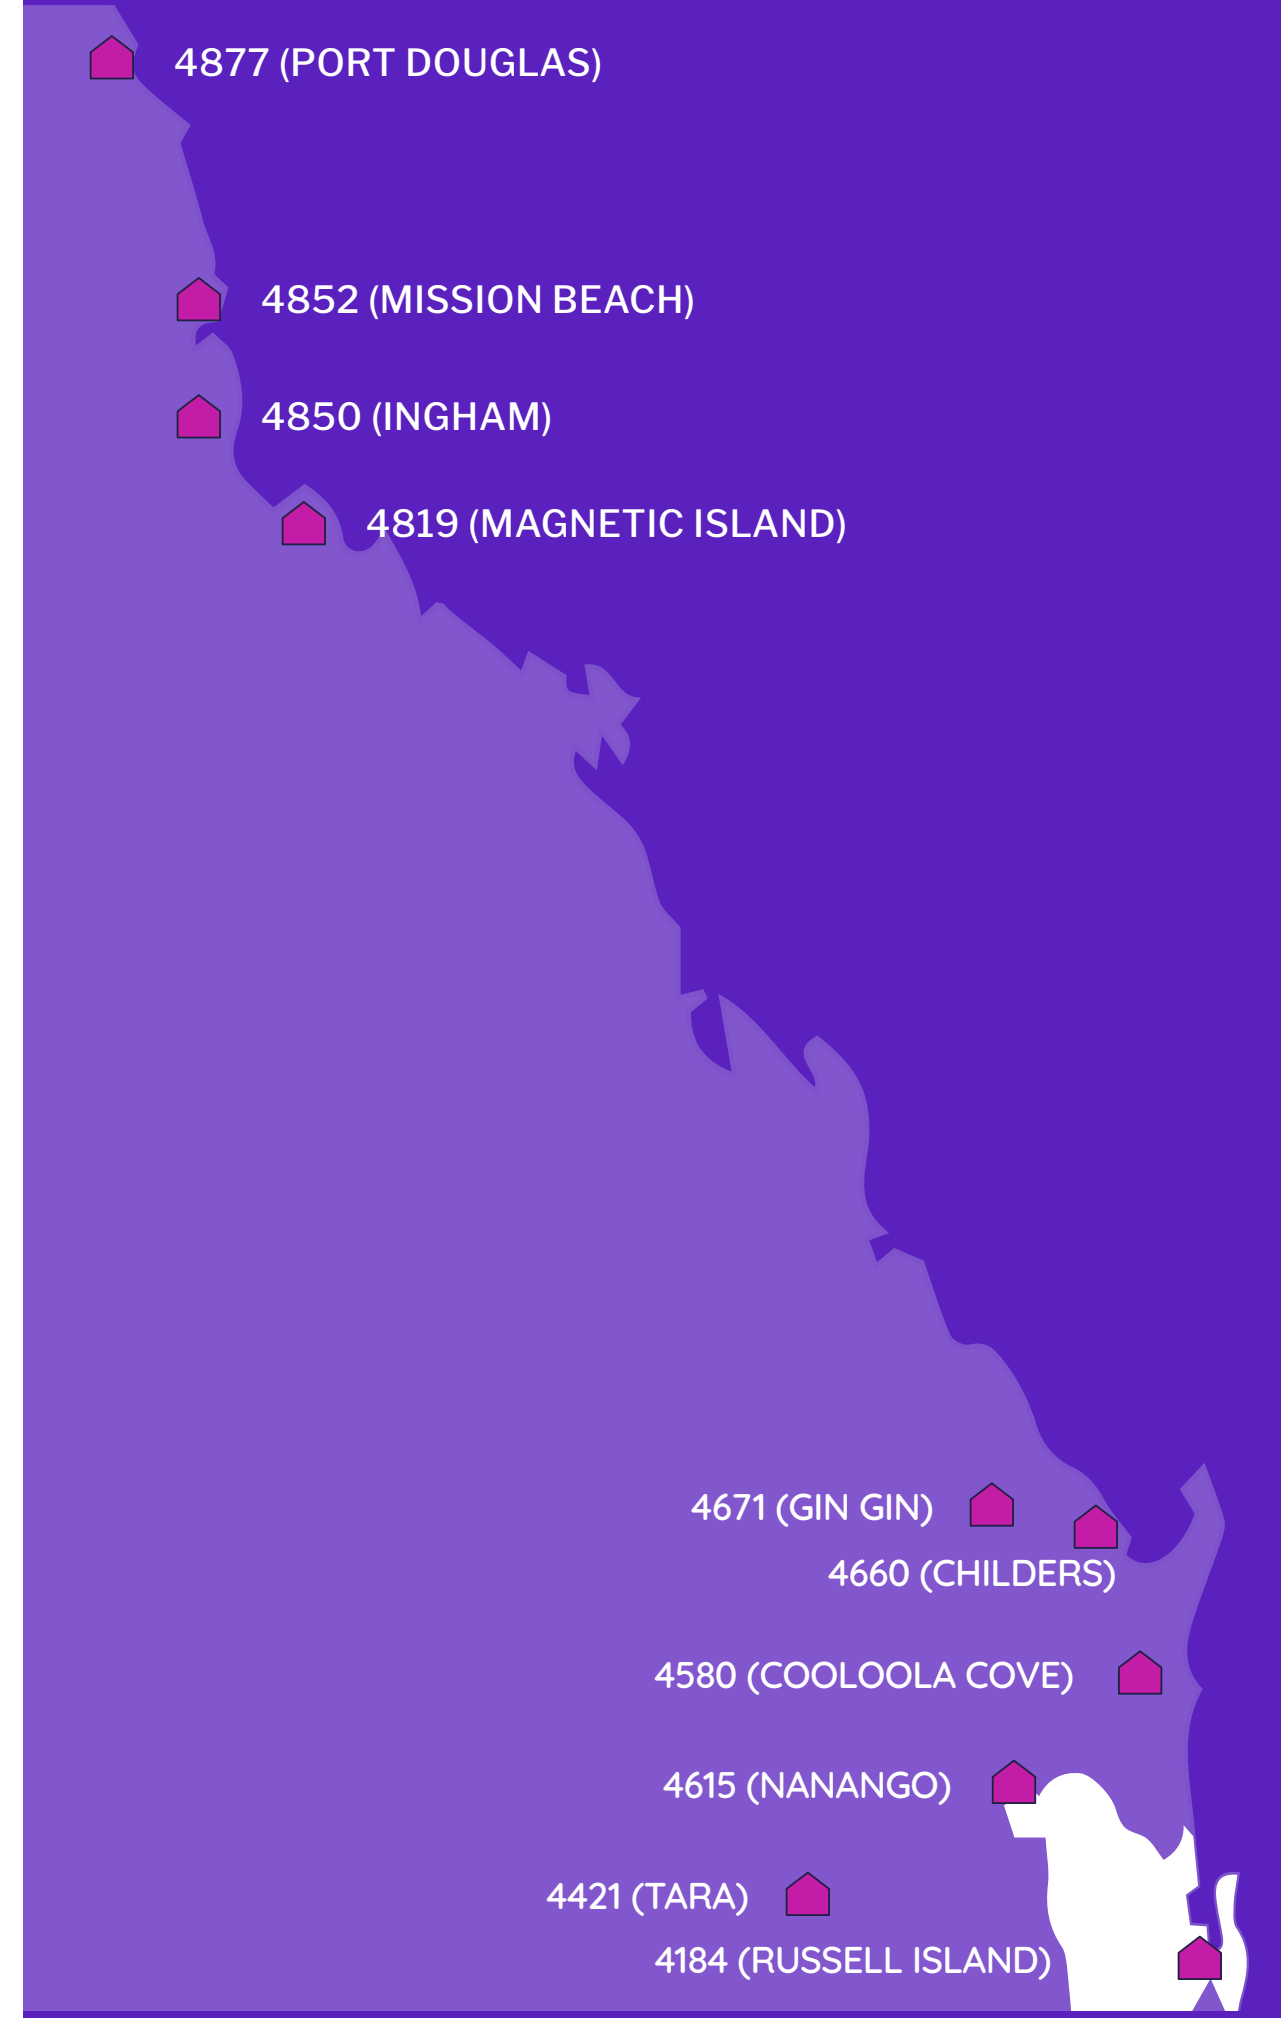 4877 (PORT DOUGLAS)
4852 (MISSION BEACH)
4850 (INGHAM)
4819 (MAGNETIC ISLAND)
4671 (GIN GIN)
4660 (CHILDERS)
4580 (COOLOOLA COVE)
4615 (NANANGO)
4421 (TARA)
4184 (RUSSELL ISLAND)